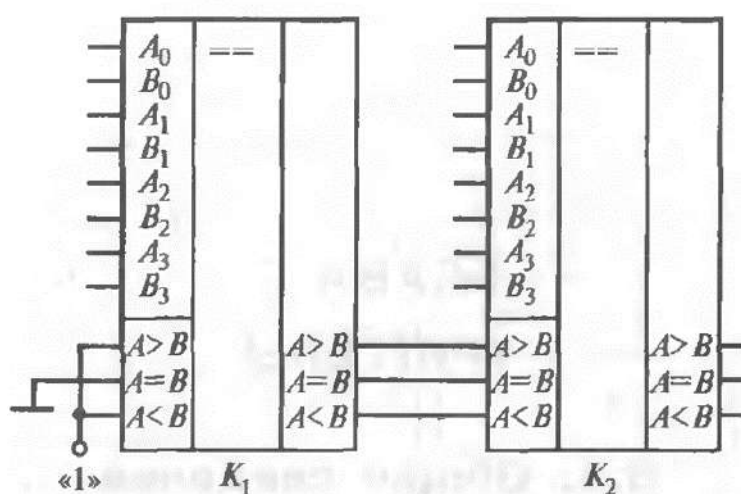 A₀ == A₀ ==
B₀ B₀
A₁ A₁
B₁ B₁
A₂ A₂
B₂ B₂
A₃ A₃
B₃ B₃
A > B A > B A > B A > B
A = B A = B A = B A = B
A < B A < B A < B A < B
«1» K₁ K₂